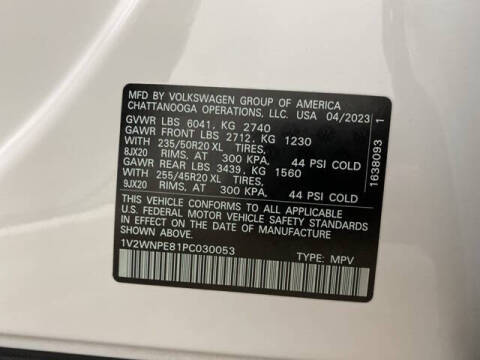 MFD BY VOLKSWAGEN GROUP OF AMERICA
CHATTANOOGA OPERATIONS, LLC. USA 04/2023
GVWR LBS 6041, KG 2740
GAWR FRONT LBS 2712, KG 1230
WITH 235/50R20 XL TIRES,
8JX20 RIMS, AT 300 KPA, 44 PSI COLD
GAWR REAR LBS 3439, KG 1560
WITH 255/45R20 XL TIRES,
9JX20 RIMS, AT 300 KPA, 44 PSI COLD
THIS VEHICLE CONFORMS TO ALL APPLICABLE
U.S. FEDERAL MOTOR VEHICLE SAFETY STANDARDS
IN EFFECT ON THE DATE OF MANUFACTURE
SHOWN ABOVE.
1V2WNPE81PC030053 TYPE: MPV
1638093 1